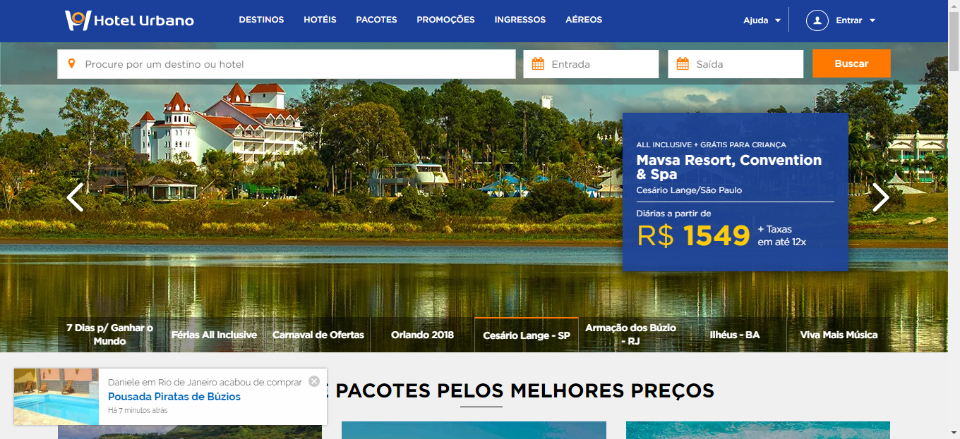 Hotel Urbano
DESTINOS HOTÉIS PACOTES PROMOÇÕES INGRESSOS AÉREOS
Ajuda Entrar
Procure por um destino ou hotel
Entrada
Saída
Buscar
ALL INCLUSIVE + GRÁTIS PARA CRIANÇA
Mavsa Resort, Convention
& Spa
Cesário Lange/São Paulo
Diárias a partir de
R$ 1549
+ Taxas
em até 12x
7 Dias p/ Ganhar o
Mundo
Férias All Inclusive
Carnaval de Ofertas
Orlando 2018
Cesário Lange - SP
Armação dos Búzio
- RJ
Ilhéus - BA
Viva Mais Música
PACOTES PELOS MELHORES PREÇOS
Daniele em Rio de Janeiro acabou de comprar
Pousada Piratas de Búzios
Há 7 minutos atrás